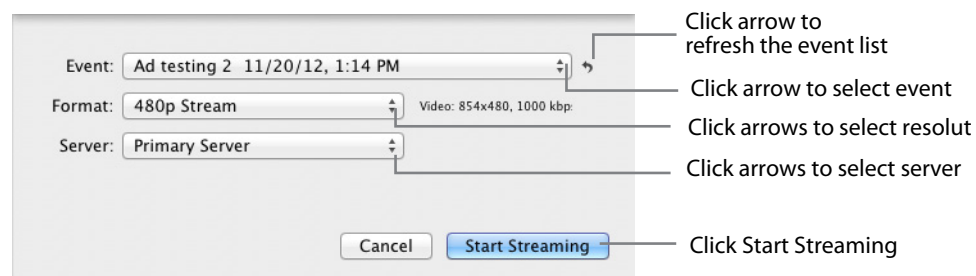 Click arrow to
refresh the event list
Event: Ad testing 2 11/20/12, 1:14 PM
Click arrow to select event
Format: 480p Stream Video: 854x480, 1000 kbp
Click arrows to select resolut
Server: Primary Server
Click arrows to select server
Cancel Start Streaming
Click Start Streaming